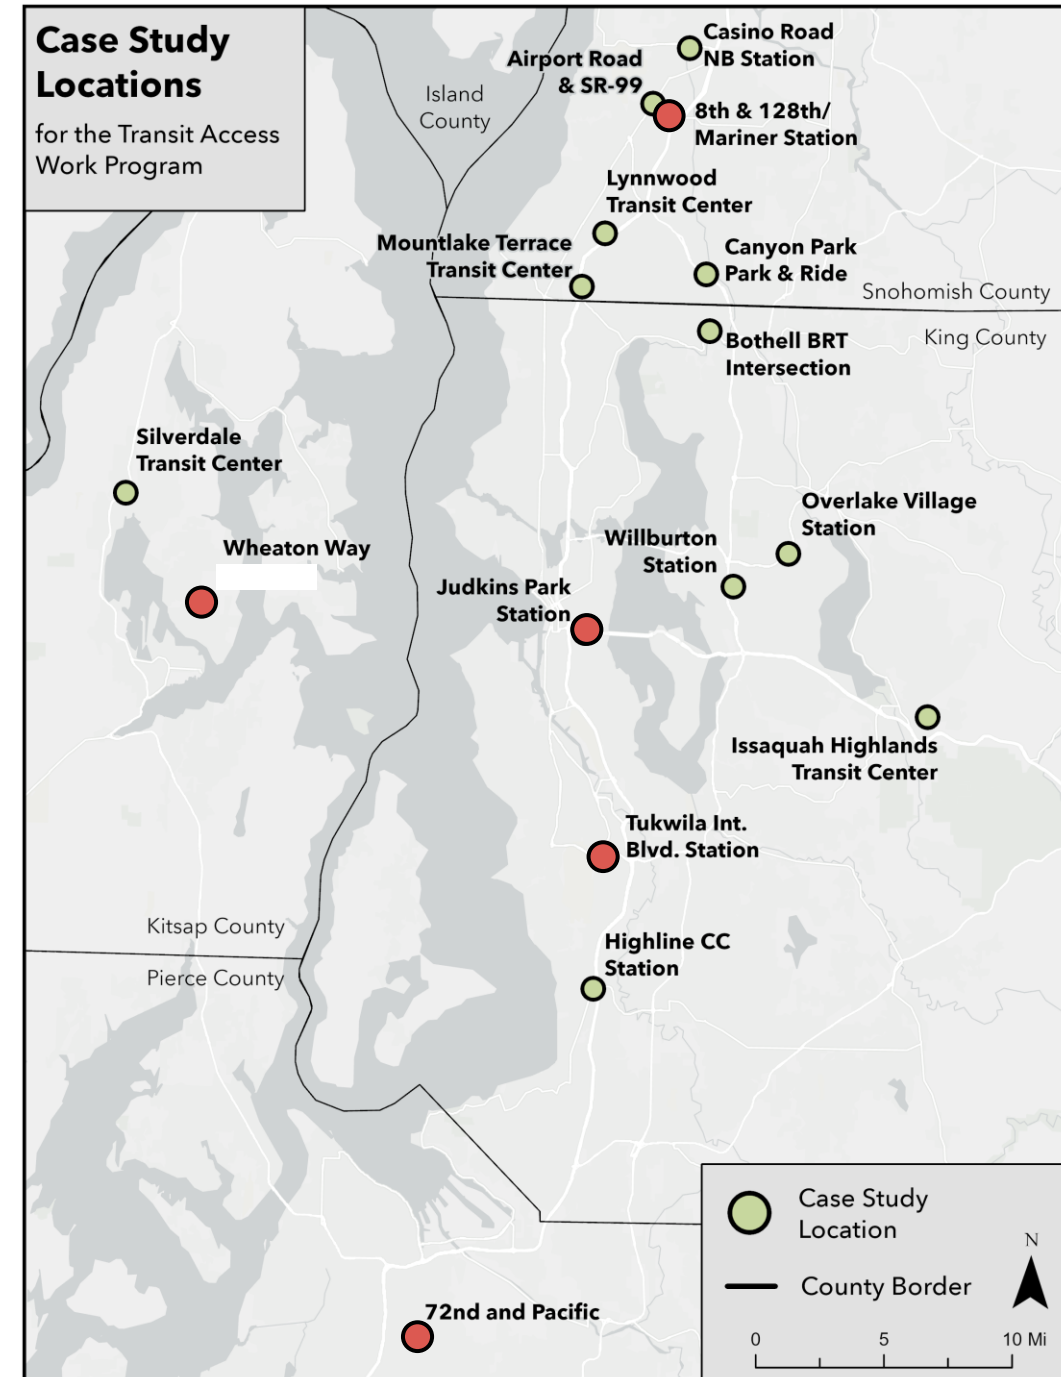 Case Study
Locations
for the Transit Access
Work Program
Casino Road
NB Station
Airport Road
& SR-99
Island
County
8th & 128th/
Mariner Station
Lynnwood
Transit Center
Mountlake Terrace
Transit Center
Canyon Park
Park & Ride
Snohomish County
King County
Bothell BRT
Intersection
Silverdale
Transit Center
Overlake Village
Station
Wheaton Way
Willburton
Station
Judkins Park
Station
Issaquah Highlands
Transit Center
Tukwila Int.
Blvd. Station
Kitsap County
Pierce County
Highline CC
Station
72nd and Pacific
Case Study
Location
County Border
N
0 5 10 Mi